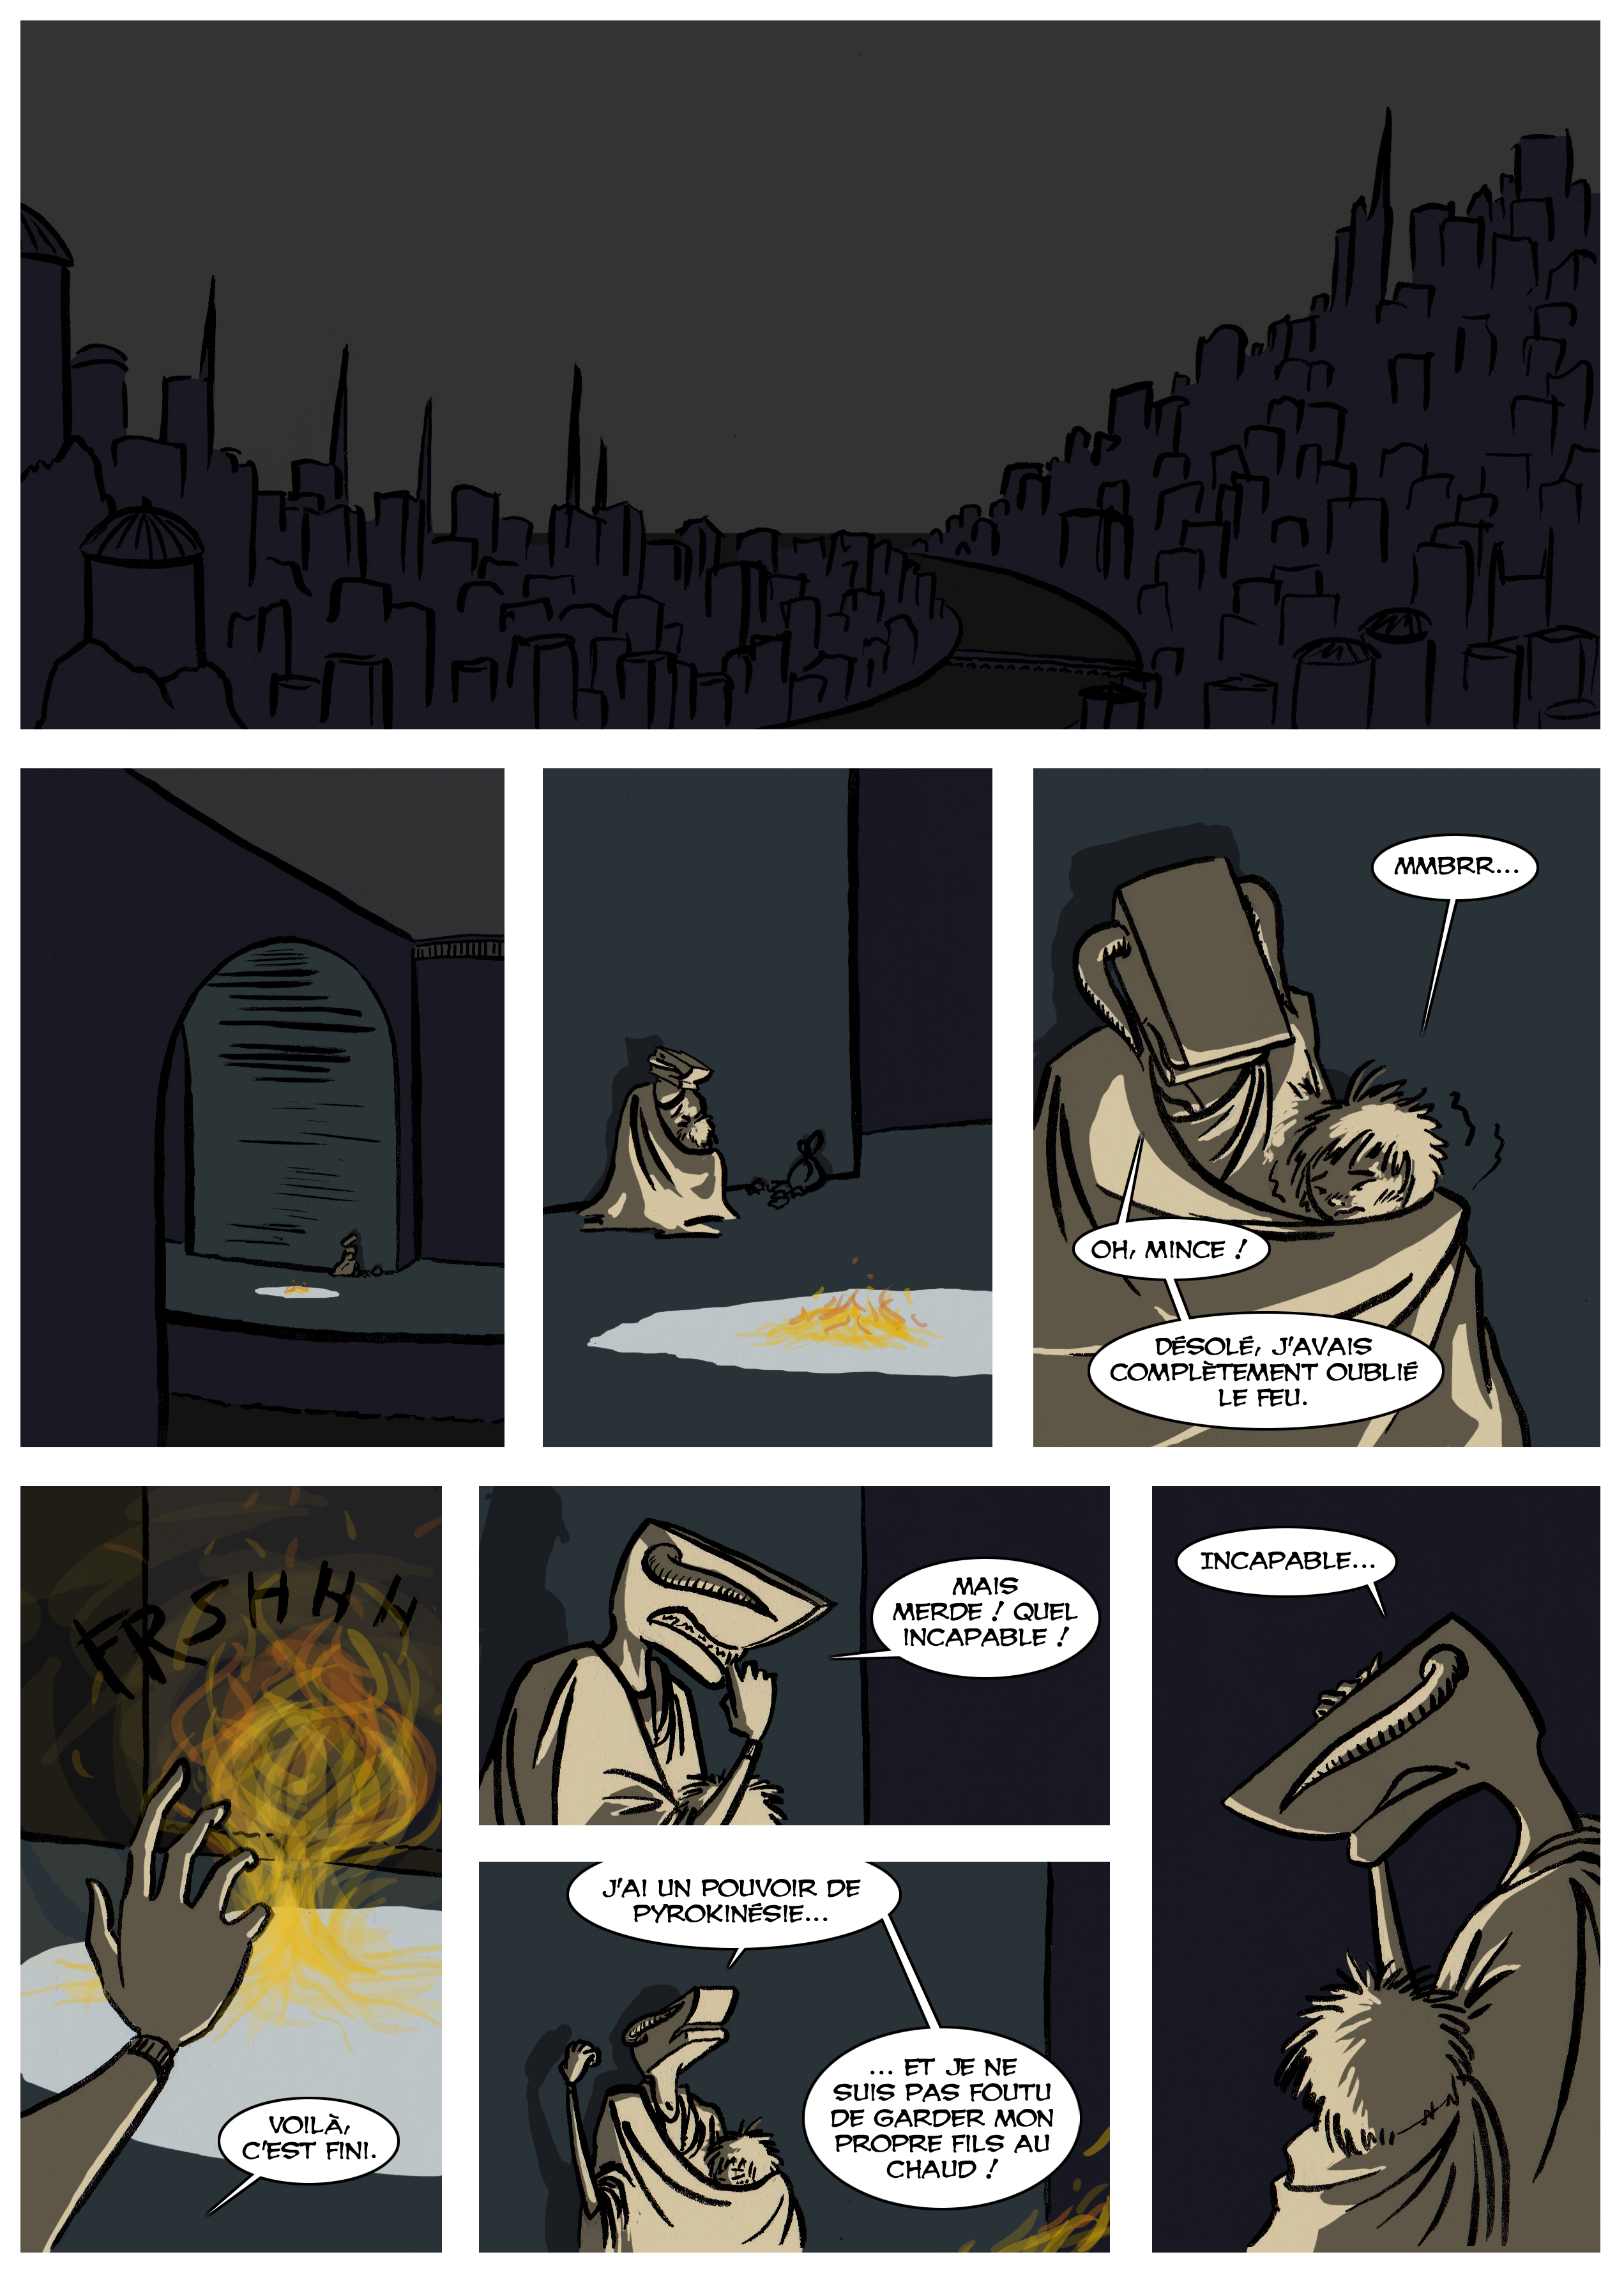 MMBRR...
OH, MINCE !
DÉSOLÉ, J'AVAIS
COMPLÈTEMENT OUBLIÉ
LE FEU.
FRSHHH
VOILÀ,
C'EST FINI.
MAIS
MERDE ! QUEL
INCAPABLE !
J'AI UN POUVOIR DE
PYROKINÉSIE...
... ET JE NE
SUIS PAS FOUTU
DE GARDER MON
PROPRE FILS AU
CHAUD !
INCAPABLE...